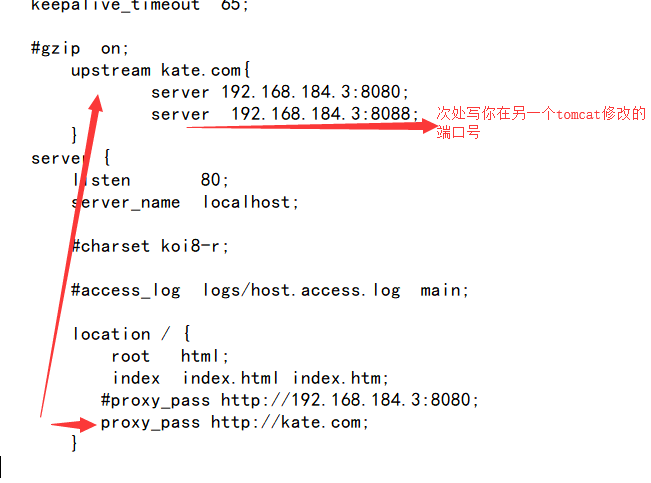 keepalive_timeout  65;
#gzip  on;
upstream kate.com{
server 192.168.184.3:8080;
server  192.168.184.3:8088;
次处写你在另一个tomcat修改的
端口号
}
server {
listen       80;
server_name  localhost;
#charset koi8-r;
#access_log  logs/host.access.log  main;
location / {
root   html;
index  index.html index.htm;
#proxy_pass http://192.168.184.3:8080;
proxy_pass http://kate.com;
}